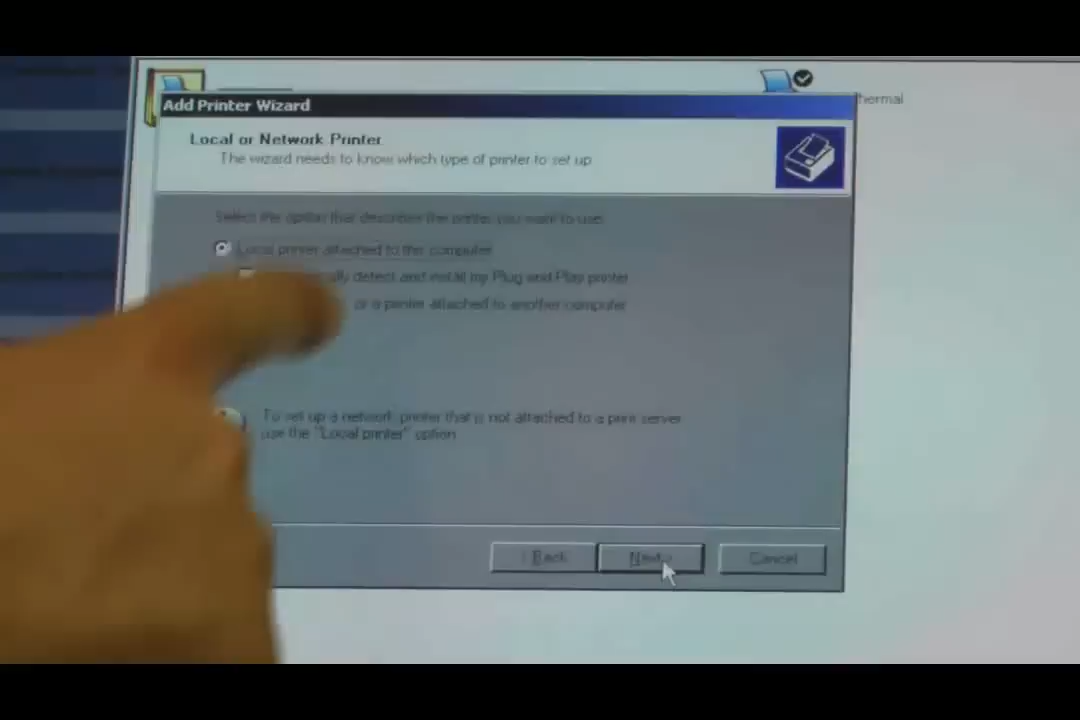 hermal
Add Printer Wizard
Local or Network Printer
The wizard needs to know which type of printer to set up
Select the option that describes the printer you want to use:
Local printer attached to this computer
detect and install my Plug and Play printer
or a printer attached to another computer
To set up a network printer that is not attached to a print server
use the "Local printer" option
< Back
Next >
Cancel